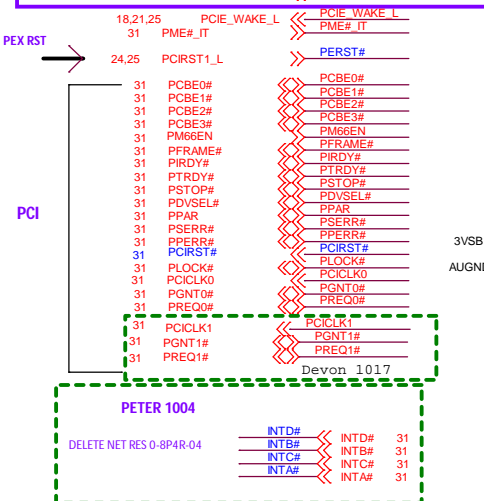 18,21,25 PCIE_WAKE_L PCIE_WAKE_L
31 PME#_IT PME#_IT
PEX RST
24,25 PCIRST1_L PERST#
31 PCBE0# PCBE0#
31 PCBE1# PCBE1#
31 PCBE2# PCBE2#
31 PCBE3# PCBE3#
31 PM66EN PM66EN
31 PFRAME# PFRAME#
31 PIRDY# PIRDY#
31 PTRDY# PTRDY#
31 PSTOP# PSTOP#
31 PDVSEL# PDVSEL#
PCI
31 PPAR PPAR
31 PSERR# PSERR#
31 PPERR# PPERR#
3VSB
31 PCIRST# PCIRST#
31 PLOCK# PLOCK#
31 PCICLK0 PCICLK0
31 PGNT0# PGNT0#
31 PREQ0# PREQ0#
31 PCICLK1 PCICLK1
31 PGNT1# PGNT1#
31 PREQ1# PREQ1#
Devon 1017
PETER 1004
DELETE NET RES 0-8P4R-04
INTD# INTD# 31
INTB# INTB# 31
INTC# INTC# 31
INTA# INTA# 31